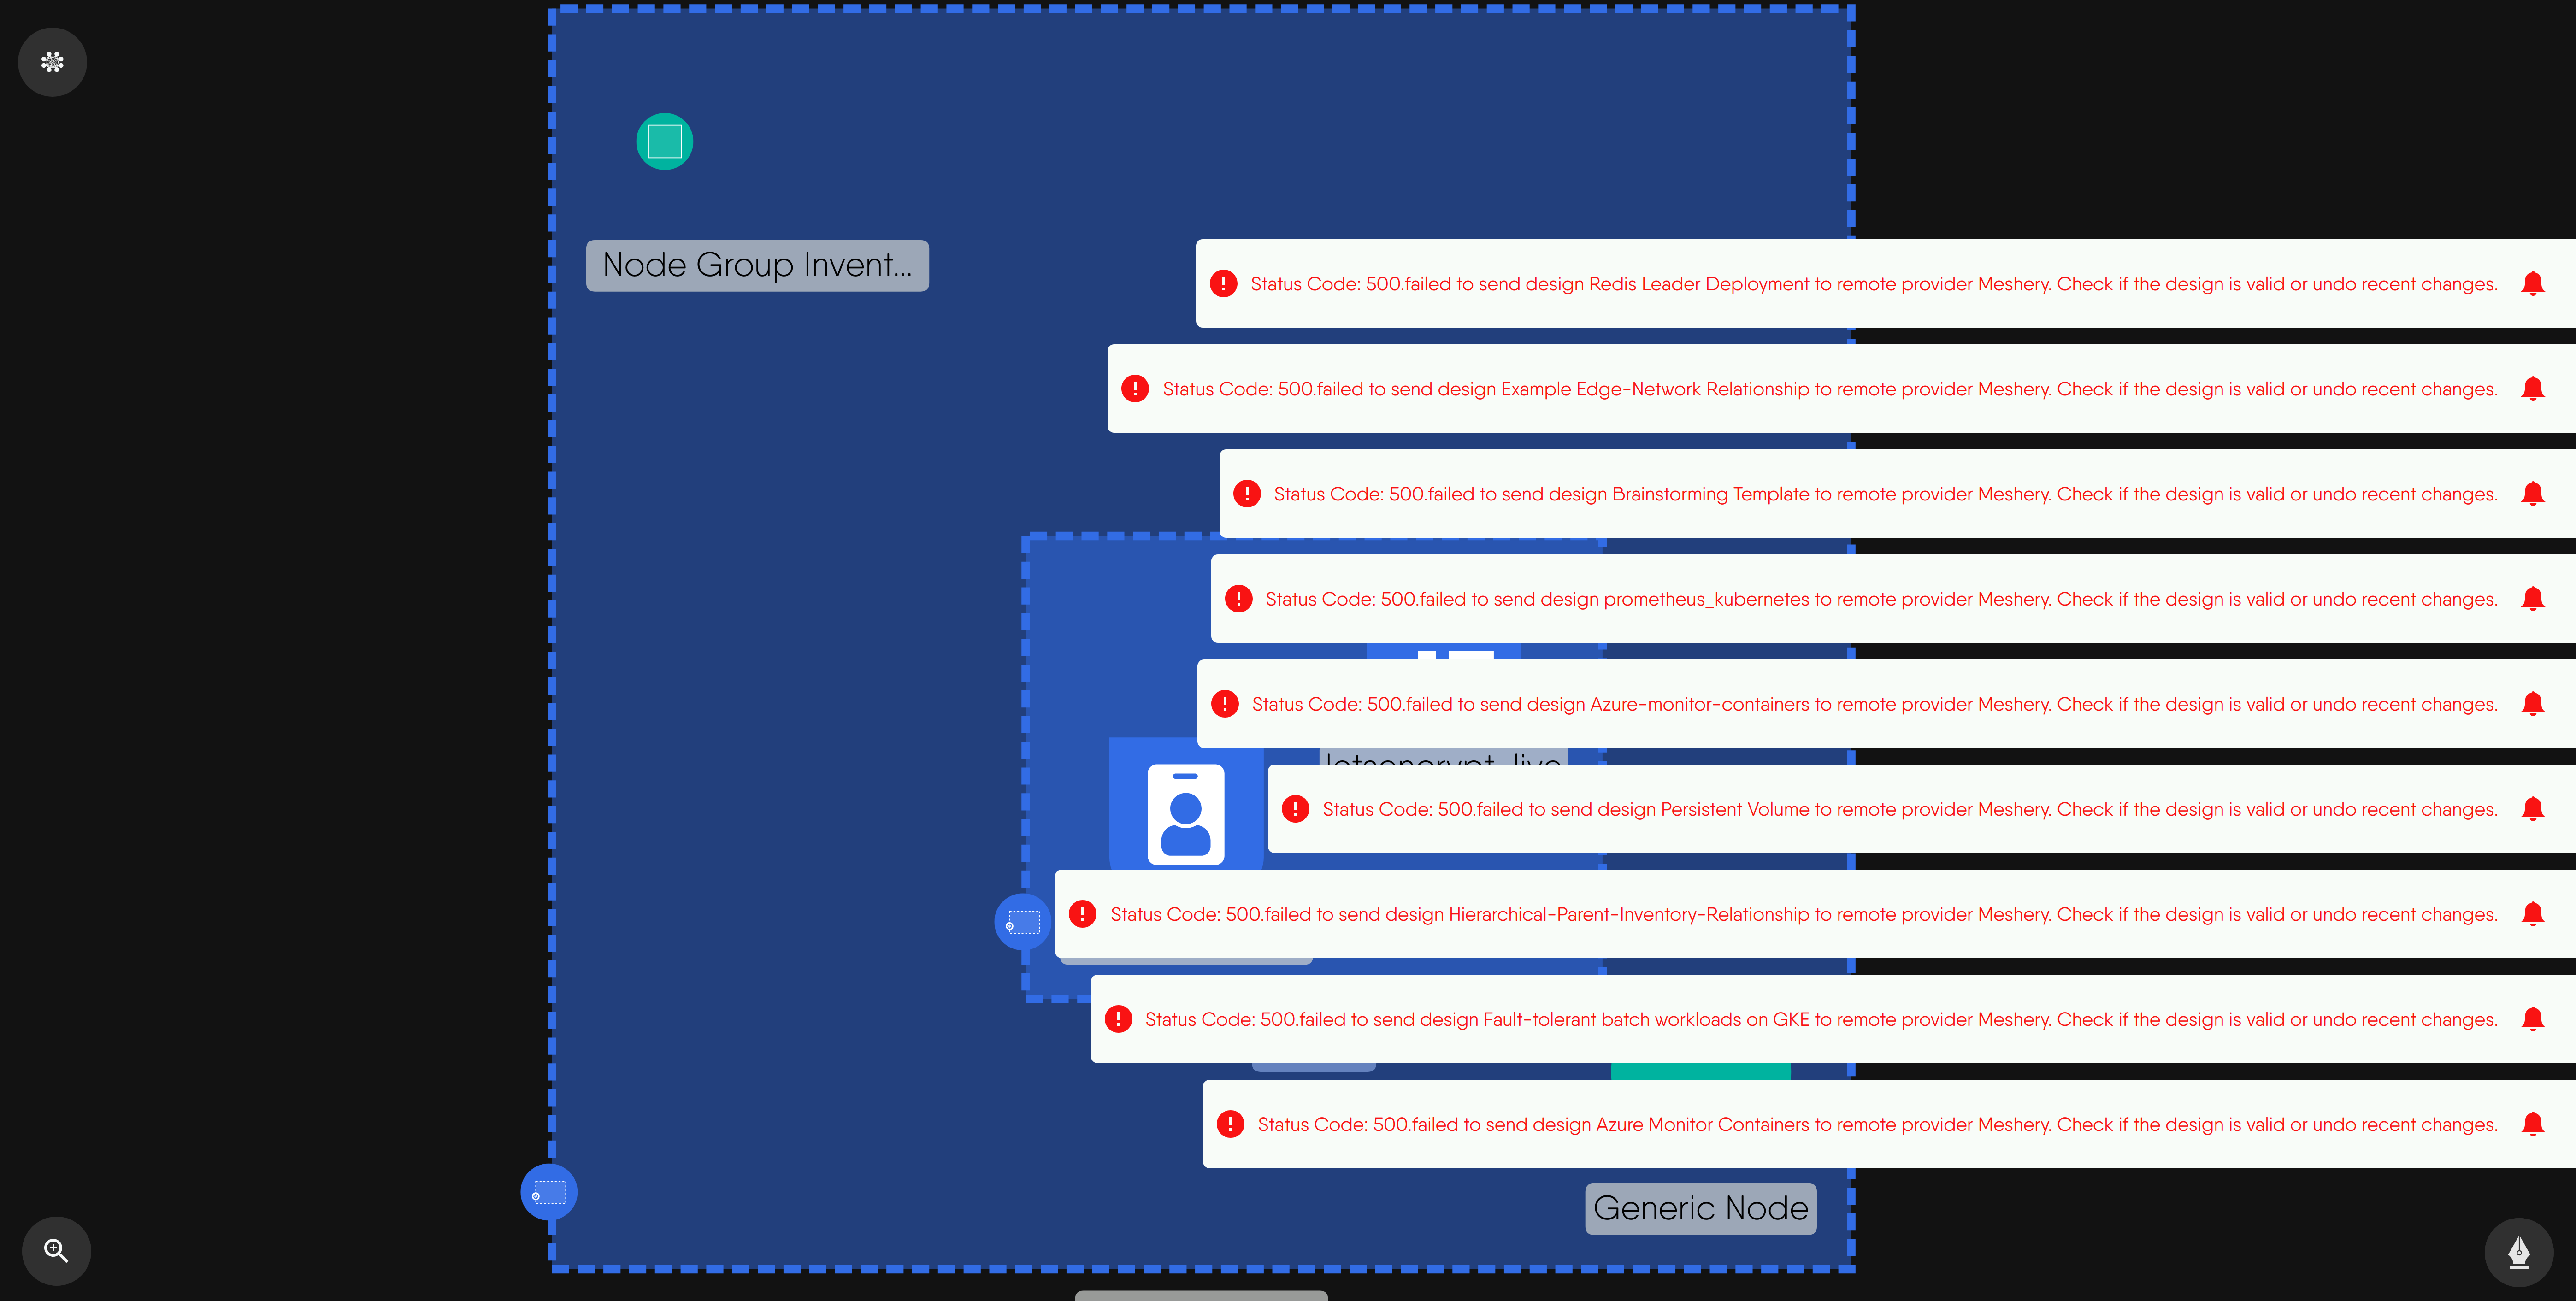 Node Group Invent...
Status Code: 500.failed to send design Redis Leader Deployment to remote provider Meshery. Check if the design is valid or undo recent changes.
Status Code: 500.failed to send design Example Edge-Network Relationship to remote provider Meshery. Check if the design is valid or undo recent changes.
Status Code: 500.failed to send design Brainstorming Template to remote provider Meshery. Check if the design is valid or undo recent changes.
Status Code: 500.failed to send design prometheus_kubernetes to remote provider Meshery. Check if the design is valid or undo recent changes.
Status Code: 500.failed to send design Azure-monitor-containers to remote provider Meshery. Check if the design is valid or undo recent changes.
Status Code: 500.failed to send design Persistent Volume to remote provider Meshery. Check if the design is valid or undo recent changes.
Status Code: 500.failed to send design Hierarchical-Parent-Inventory-Relationship to remote provider Meshery. Check if the design is valid or undo recent changes.
Status Code: 500.failed to send design Fault-tolerant batch workloads on GKE to remote provider Meshery. Check if the design is valid or undo recent changes.
Status Code: 500.failed to send design Azure Monitor Containers to remote provider Meshery. Check if the design is valid or undo recent changes.
Generic Node